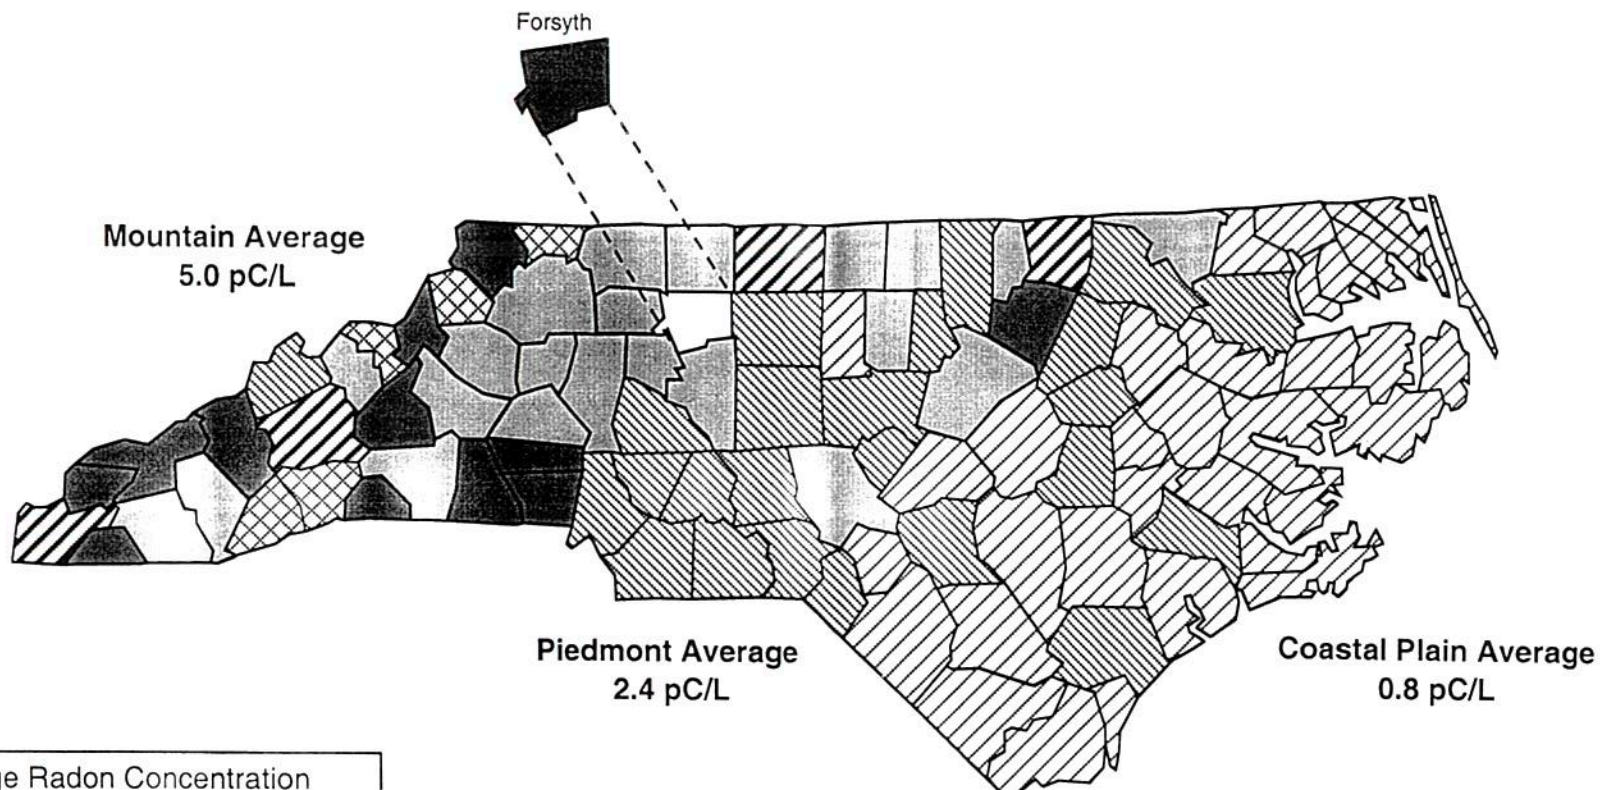 Forsyth
Mountain Average
5.0 pC/L
Piedmont Average
2.4 pC/L
Coastal Plain Average
0.8 pC/L
Radon Concentration